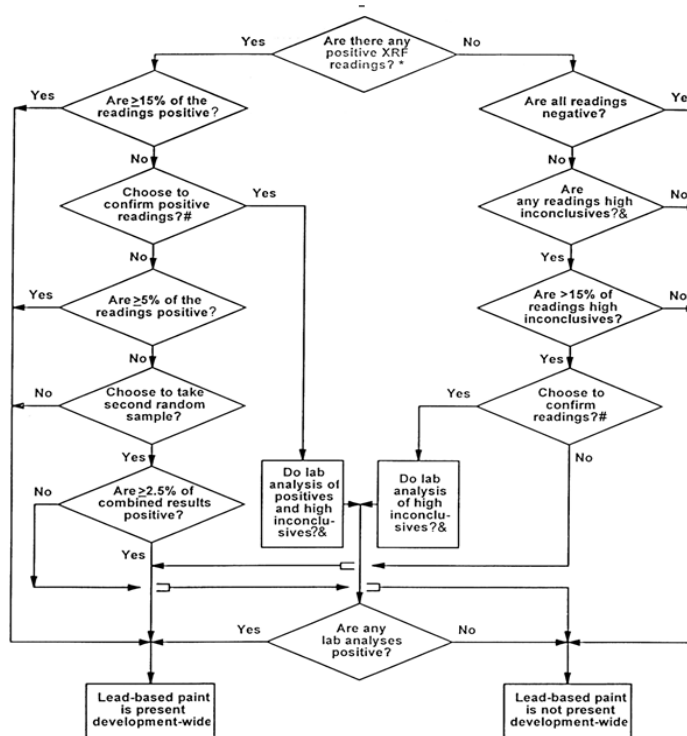 Are there any
positive XRF
readings? *
Yes
No
Are ≥15% of the
readings positive?
Yes
No
Are all readings
negative?
No
Choose to
confirm positive
readings?#
Yes
No
Are
any readings high
inconclusives?&
No
Yes
Are ≥5% of the
readings positive?
Yes
No
Are >15% of
readings high
inconclusives?
No
Yes
Choose to take
second random
sample?
No
Yes
Choose to
confirm
readings?#
Yes
No
Are ≥2.5% of
combined results
positive?
No
Yes
Do lab
analysis of
positives
and high
inconclu-
sives?&
Do lab
analysis
of high
inconclu-
sives?&
Are any
lab analyses
positive?
Yes
No
Lead-based paint
is present
development-wide
Lead-based paint
is not present
development-wide